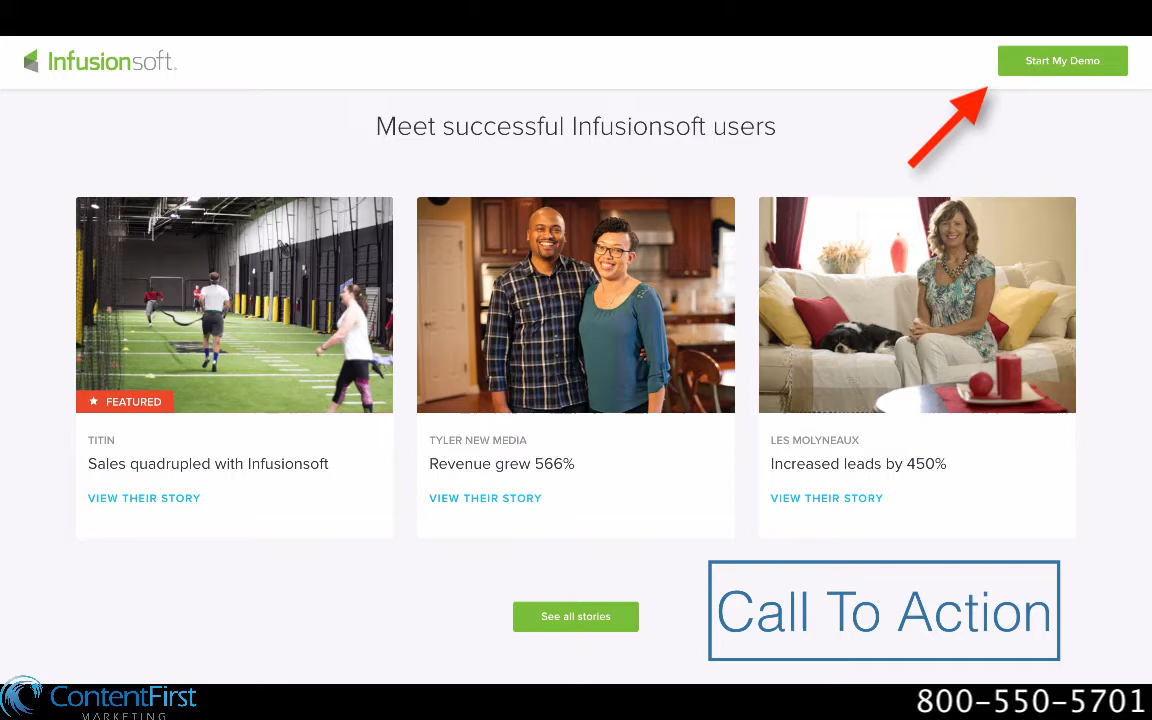 Infusionsoft.
Start My Demo
Meet successful Infusionsoft users
FEATURED
TITIN
Sales quadrupled with Infusionsoft
VIEW THEIR STORY
TYLER NEW MEDIA
Revenue grew 566%
VIEW THEIR STORY
LES MOLYNEAUX
Increased leads by 450%
VIEW THEIR STORY
See all stories
Call To Action
ContentFirst
MARKETING
800-550-5701